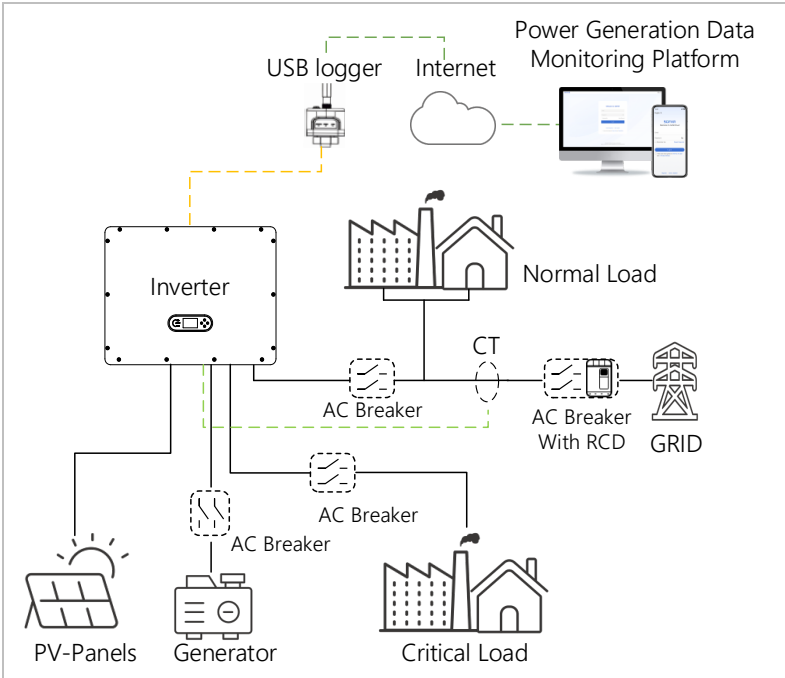 Power Generation Data
Monitoring Platform
USB logger
Internet
Inverter
Normal Load
CT
AC Breaker
AC Breaker
With RCD
GRID
AC Breaker
AC Breaker
PV-Panels
Generator
Critical Load